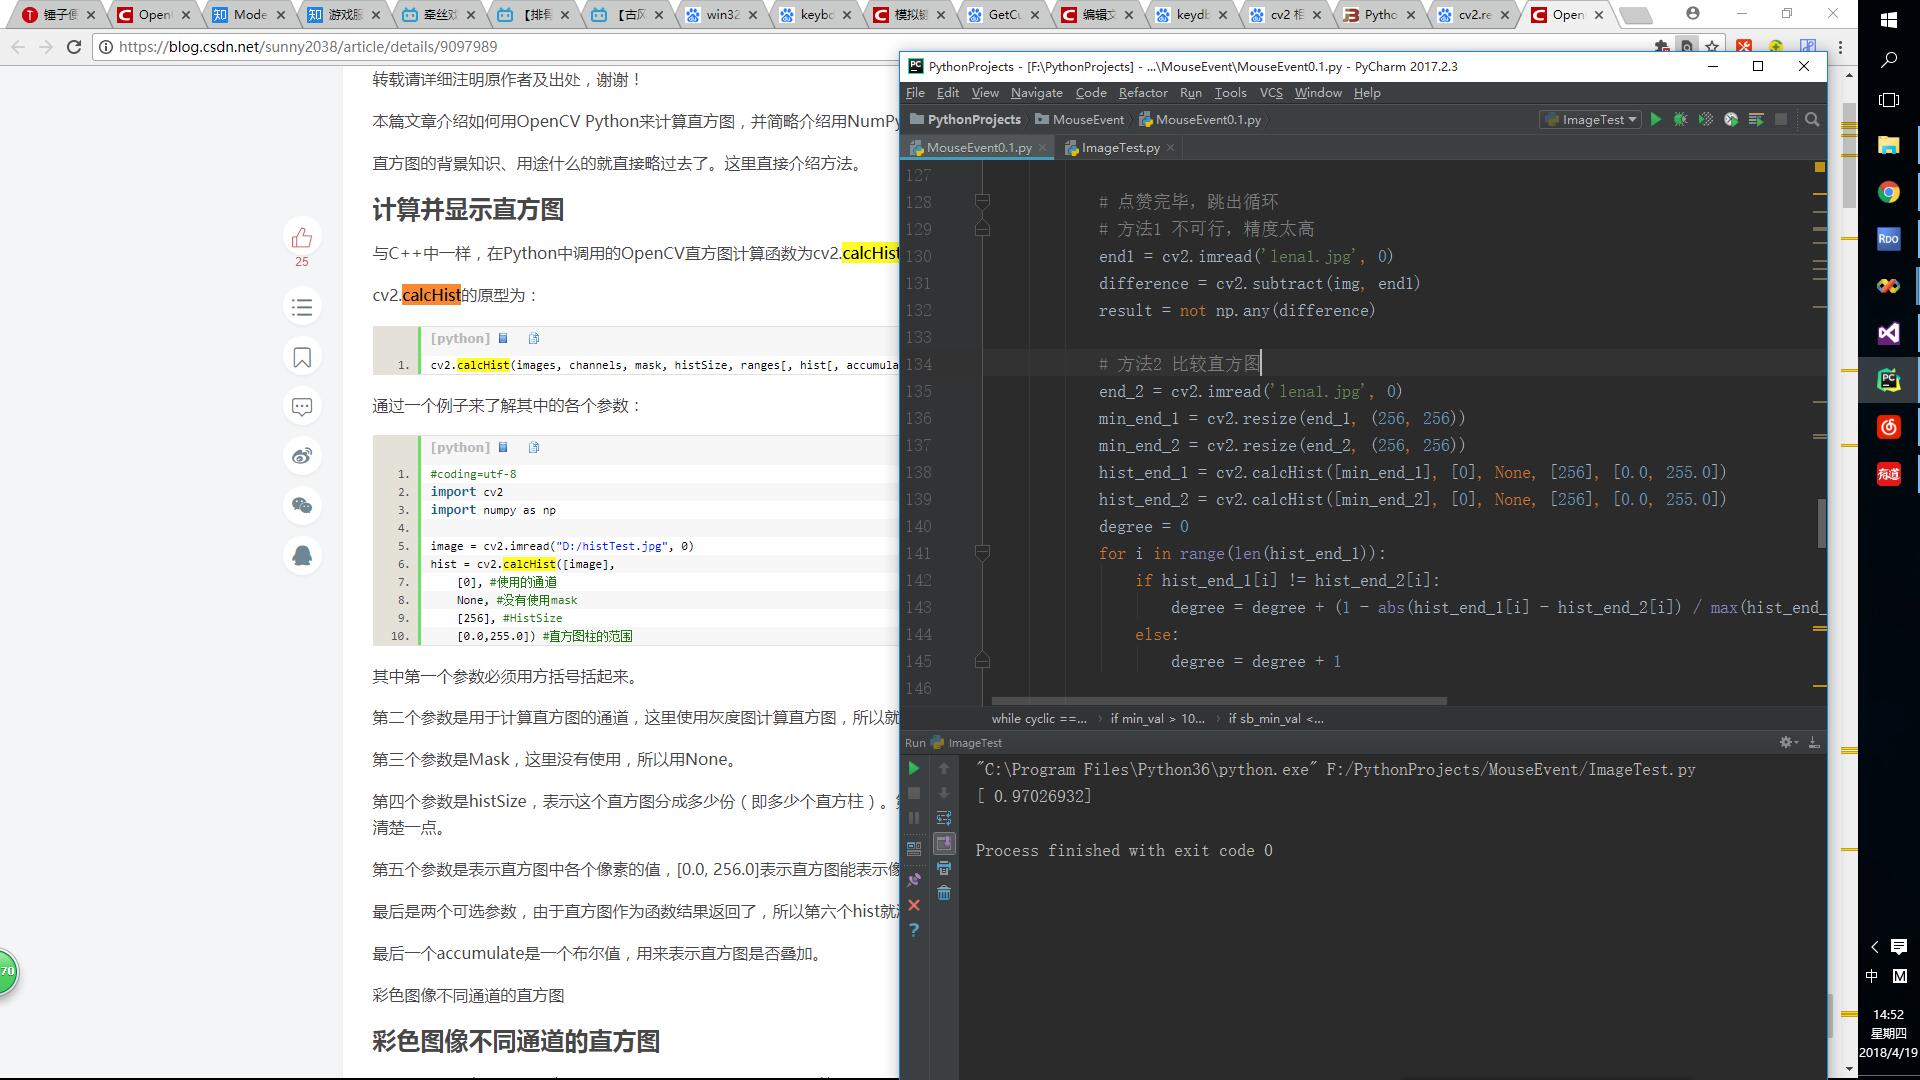 锤子便
Open
Mode
游戏服
牵丝戏
【排骨
【古风
win32
keybd
模拟键
GetCu
编辑文
keydb
cv2 框
Pytho
cv2.re
Open
https://blog.csdn.net/sunny2038/article/details/9097989
转载请详细注明原作者及出处，谢谢！
本篇文章介绍如何用OpenCV Python来计算直方图，并简略介绍用NumPy
直方图的背景知识、用途什么的就直接略过去了。这里直接介绍方法。
计算并显示直方图
25
与C++中一样，在Python中调用的OpenCV直方图计算函数为cv2.calcHist
cv2.calcHist的原型为：
[python]
1. cv2.calcHist(images, channels, mask, histSize, ranges[, hist[, accumula
通过一个例子来了解其中的各个参数：
[python]
1. #coding=utf-8
2. import cv2
3. import numpy as np
4.
5. image = cv2.imread("D:/histTest.jpg", 0)
6. hist = cv2.calcHist([image],
7. [0], #使用的通道
8. None, #没有使用mask
9. [256], #HistSize
10. [0.0,255.0]) #直方图柱的范围
其中第一个参数必须用方括号括起来。
第二个参数是用于计算直方图的通道，这里使用灰度图计算直方图，所以就
第三个参数是Mask，这里没有使用，所以用None。
第四个参数是histSize，表示这个直方图分成多少份（即多少个直方柱）。
清楚一点。
第五个参数是表示直方图中各个像素的值，[0.0, 256.0]表示直方图能表示像
最后是两个可选参数，由于直方图作为函数结果返回了，所以第六个hist就
最后一个accumulate是一个布尔值，用来表示直方图是否叠加。
彩色图像不同通道的直方图
彩色图像不同通道的直方图
70
PythonProjects - [F:\PythonProjects] - ...\MouseEvent\MouseEvent0.1.py - PyCharm 2017.2.3
File Edit View Navigate Code Refactor Run Tools VCS Window Help
PythonProjects MouseEvent MouseEvent0.1.py
ImageTest
MouseEvent0.1.py ImageTest.py
127
128 # 点赞完毕，跳出循环
129 # 方法1 不可行，精度太高
130 end1 = cv2.imread('lena1.jpg', 0)
131 difference = cv2.subtract(img, end1)
132 result = not np.any(difference)
133
134 # 方法2 比较直方图
135 end_2 = cv2.imread('lena1.jpg', 0)
136 min_end_1 = cv2.resize(end_1, (256, 256))
137 min_end_2 = cv2.resize(end_2, (256, 256))
138 hist_end_1 = cv2.calcHist([min_end_1], [0], None, [256], [0.0, 255.0])
139 hist_end_2 = cv2.calcHist([min_end_2], [0], None, [256], [0.0, 255.0])
140 degree = 0
141 for i in range(len(hist_end_1)):
142 if hist_end_1[i] != hist_end_2[i]:
143 degree = degree + (1 - abs(hist_end_1[i] - hist_end_2[i]) / max(hist_end_
144 else:
145 degree = degree + 1
146
while cyclic ==... › if min_val > 10... › if sb_min_val <...
Run ImageTest
"C:\Program Files\Python36\python.exe" F:/PythonProjects/MouseEvent/ImageTest.py
[ 0.97026932]
Process finished with exit code 0
RDO
PC
有道
中 M
14:52
星期四
2018/4/19